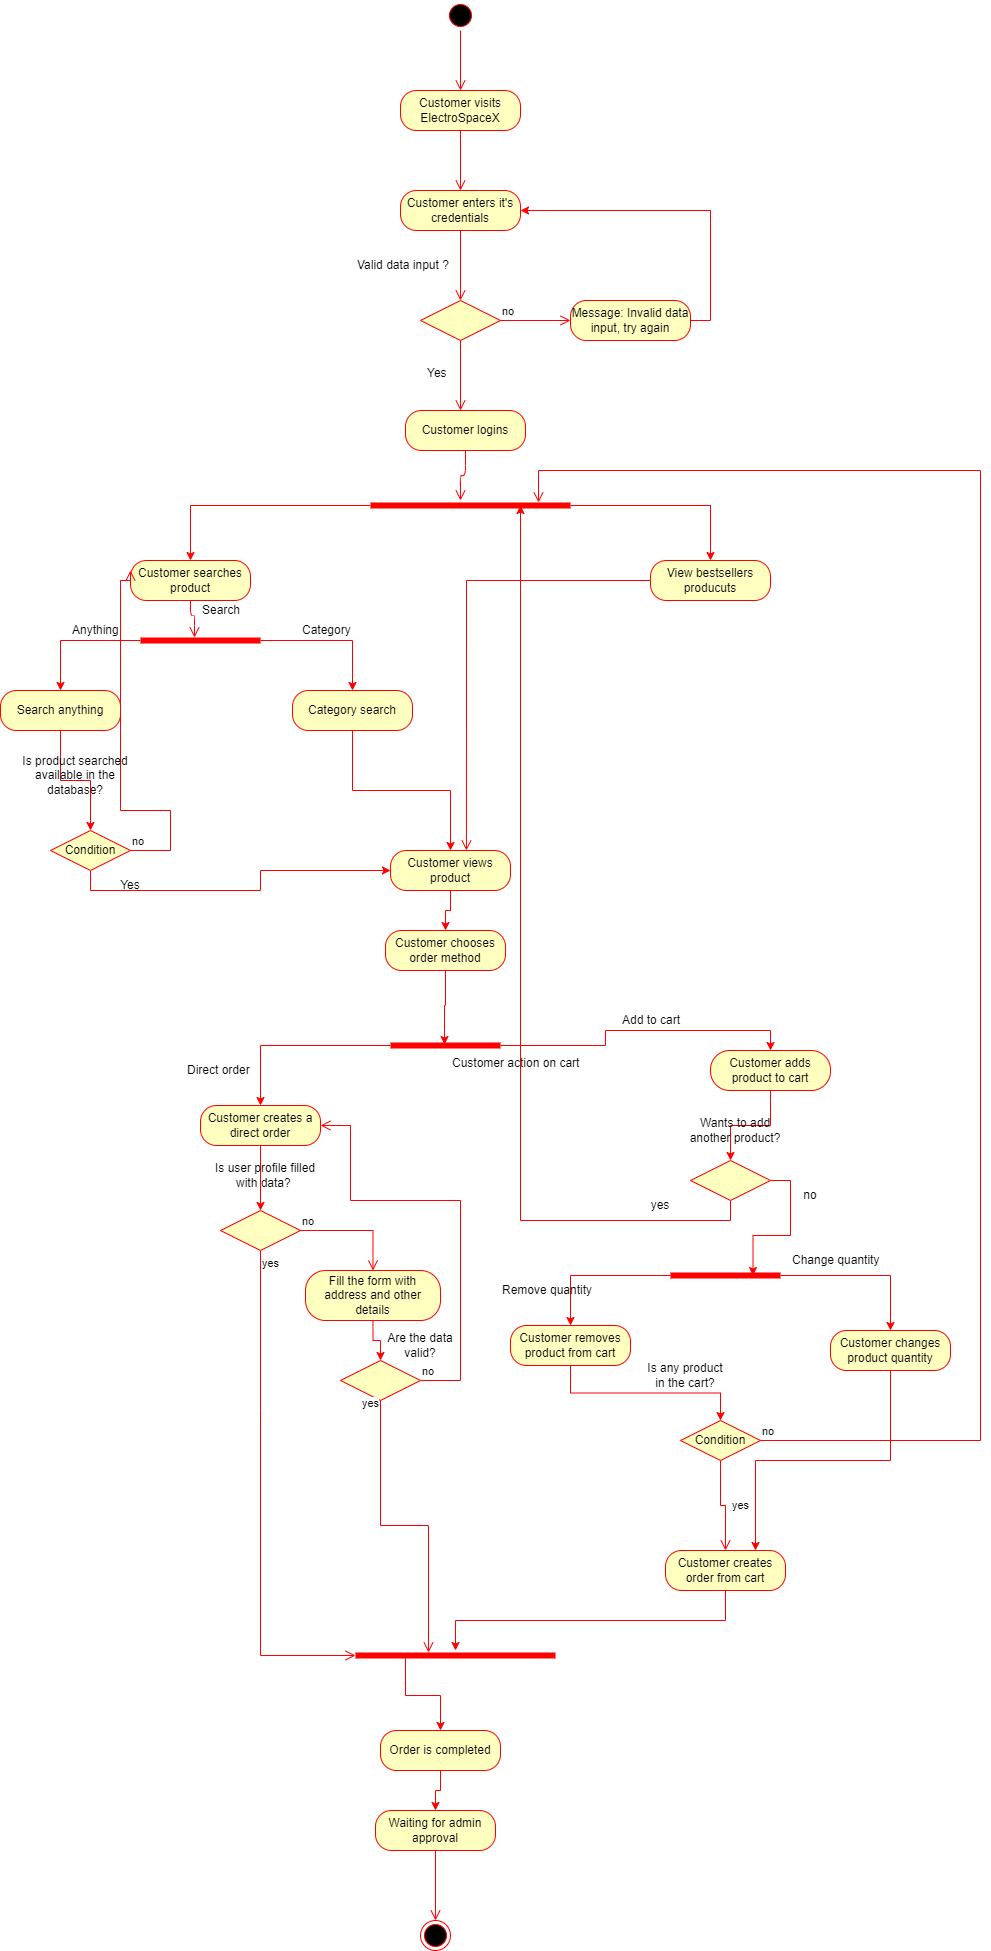 Customer visits
ElectroSpaceX
Customer enters it's
credentials
Valid data input ?
no
Message: Invalid data
input, try again
Yes
Customer logins
Customer searches
product
View bestsellers
producuts
Search
Anything
Category
Search anything
Category search
Is product searched
available in the
database?
Condition
no
Yes
Customer views
product
Customer chooses
order method
Add to cart
Customer action on cart
Direct order
Customer adds
product to cart
Customer creates a
direct order
Wants to add
another product?
Is user profile filled
with data?
no
yes
no
yes
Fill the form with
address and other
details
Change quantity
Remove quantity
Customer removes
product from cart
Customer changes
product quantity
Are the data
valid?
no
yes
Is any product
in the cart?
Condition
no
yes
Customer creates
order from cart
Order is completed
Waiting for admin
approval